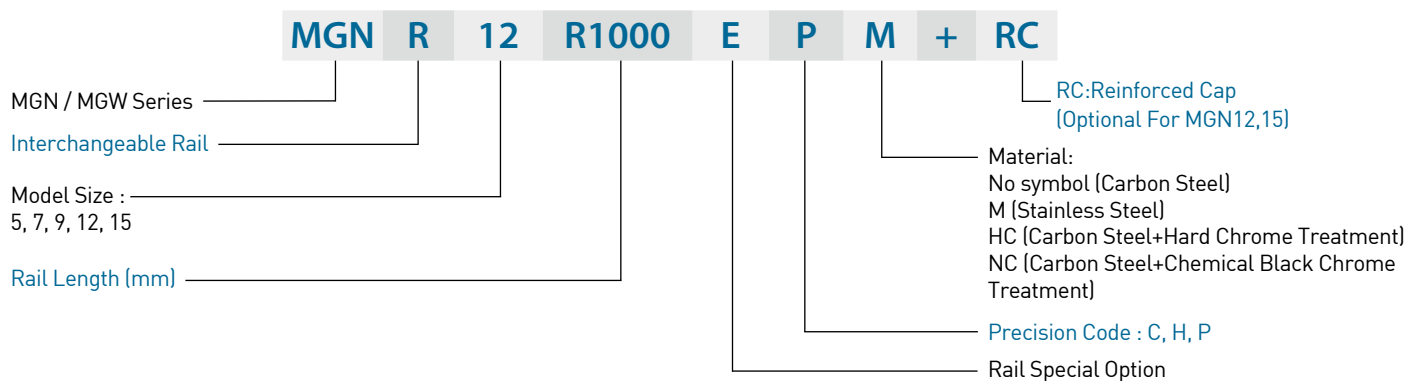 MGN R 12 R1000 E P M + RC
MGN / MGW Series
Interchangeable Rail
Model Size :
5, 7, 9, 12, 15
Rail Length (mm)
RC:Reinforced Cap
(Optional For MGN12,15)
Material:
No symbol (Carbon Steel)
M (Stainless Steel)
HC (Carbon Steel+Hard Chrome Treatment)
NC (Carbon Steel+Chemical Black Chrome
Treatment)
Precision Code : C, H, P
Rail Special Option